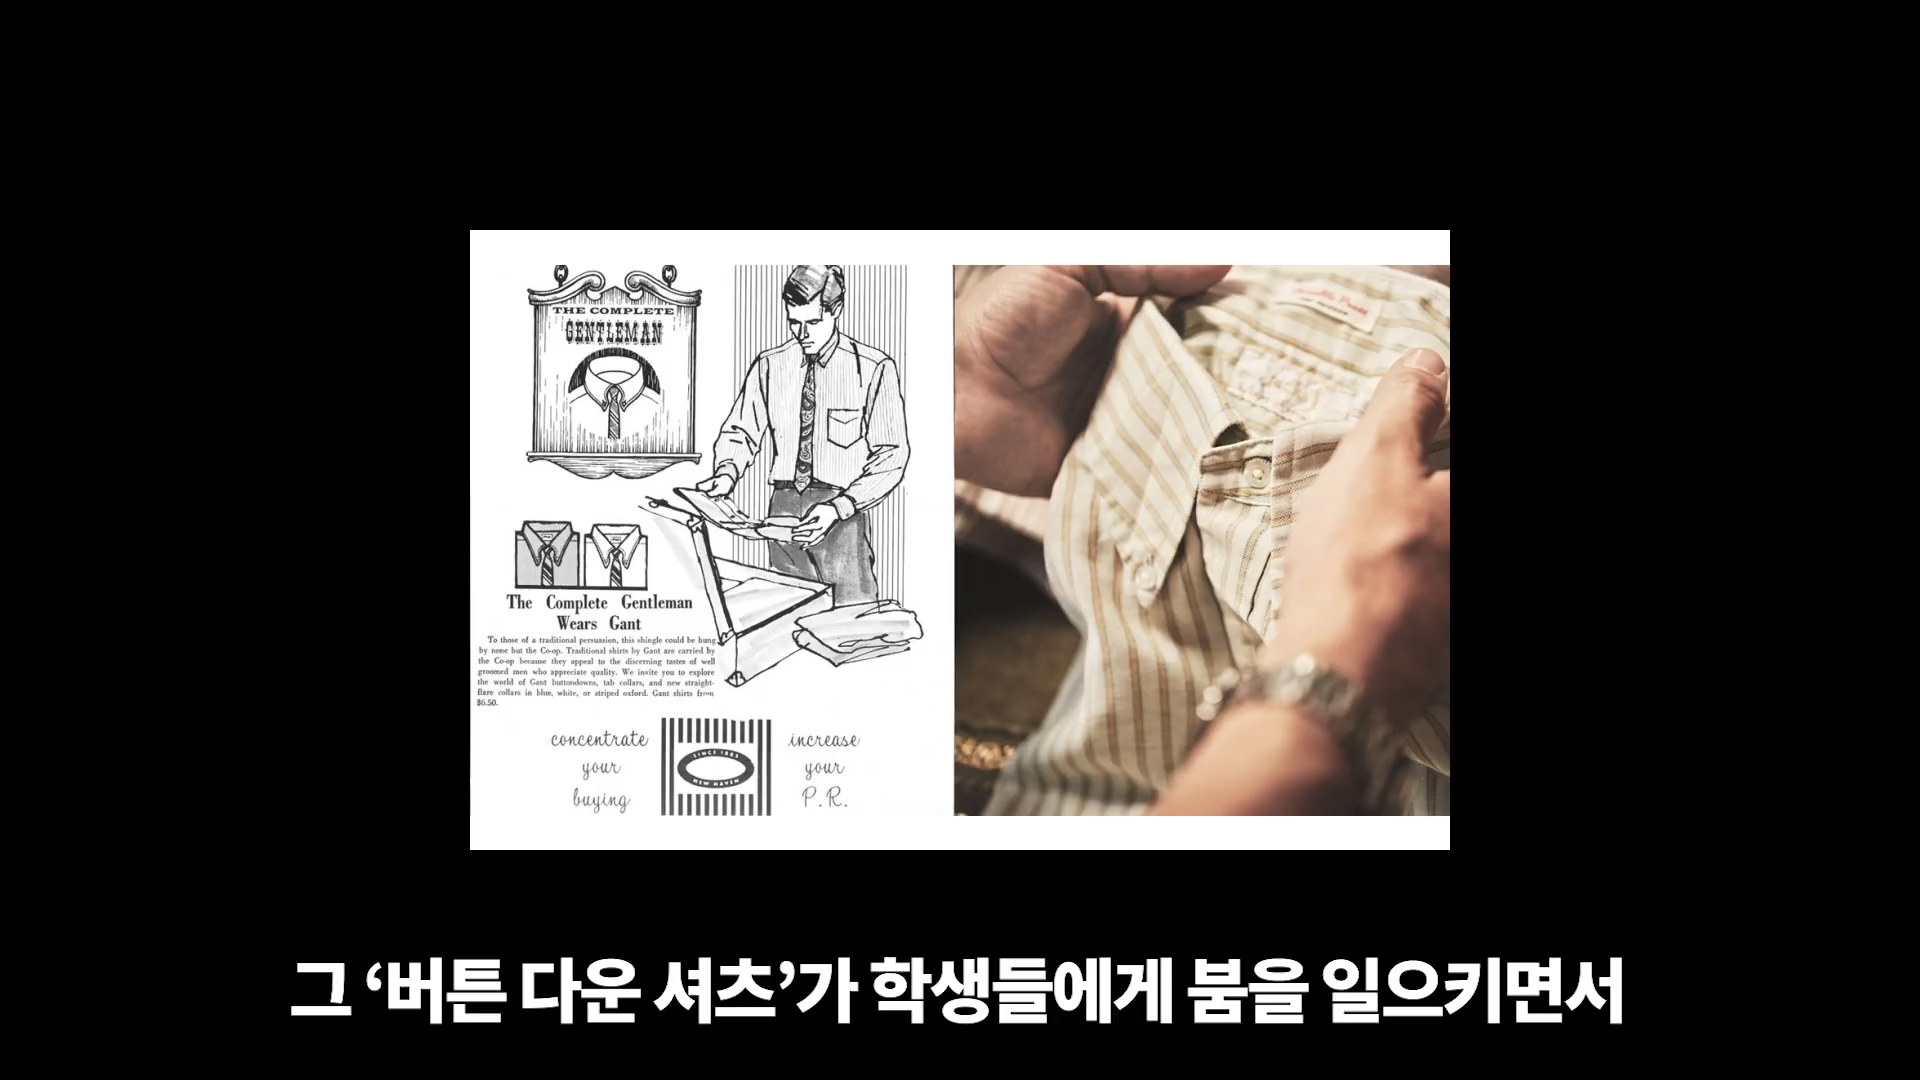 THE COMPLETE
GENTLEMAN
The Complete Gentleman
Wears Gant
To those of a traditional persuasion, this shingle could be hung
by none but the Co-op. Traditional shirts by Gant are carried by
the Co-op because they appeal to the discerning tastes of well
groomed men who appreciate quality. We invite you to explore
the world of Gant buttondowns, tab collars, and new straight-
flare collars in blue, white, or striped oxford. Gant shirts from
$6.50.
concentrate
your
buying
SINCE 1885
NEW HAVEN
increase
your
P.R.
그 ‘버튼 다운 셔츠’가 학생들에게 붐을 일으키면서